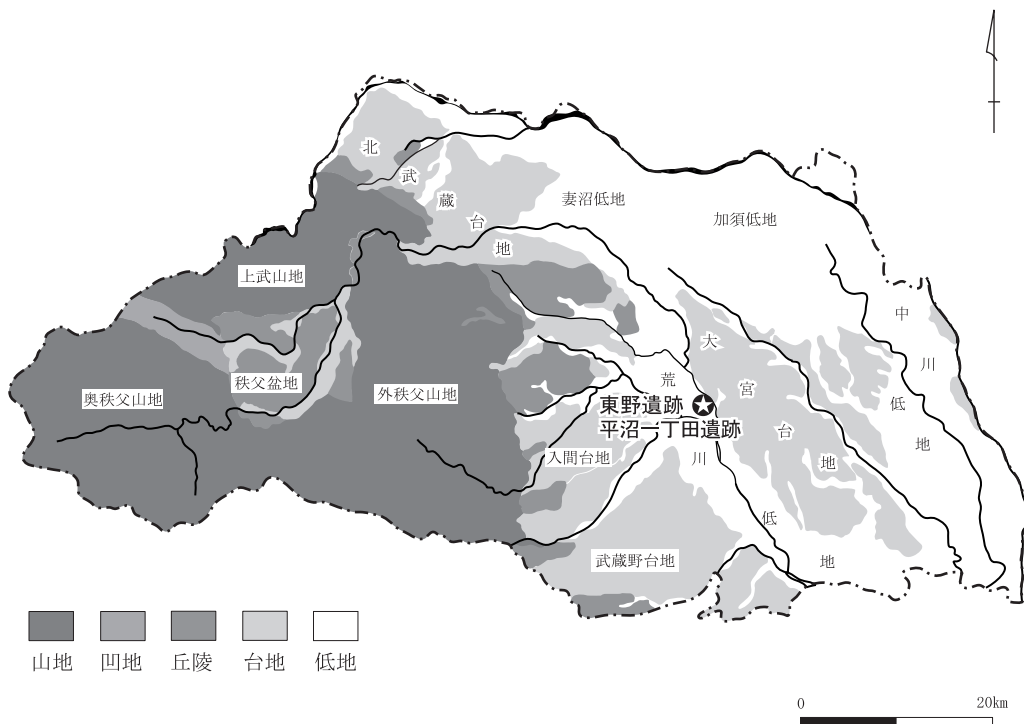 北武蔵台地
妻沼低地
加須低地
上武山地
中川低地
大宮台地
荒川低地
奥秩父山地
秩父盆地
外秩父山地
東野遺跡
平沼一丁田遺跡
入間台地
武蔵野台地
山地
凹地
丘陵
台地
低地
0
20km